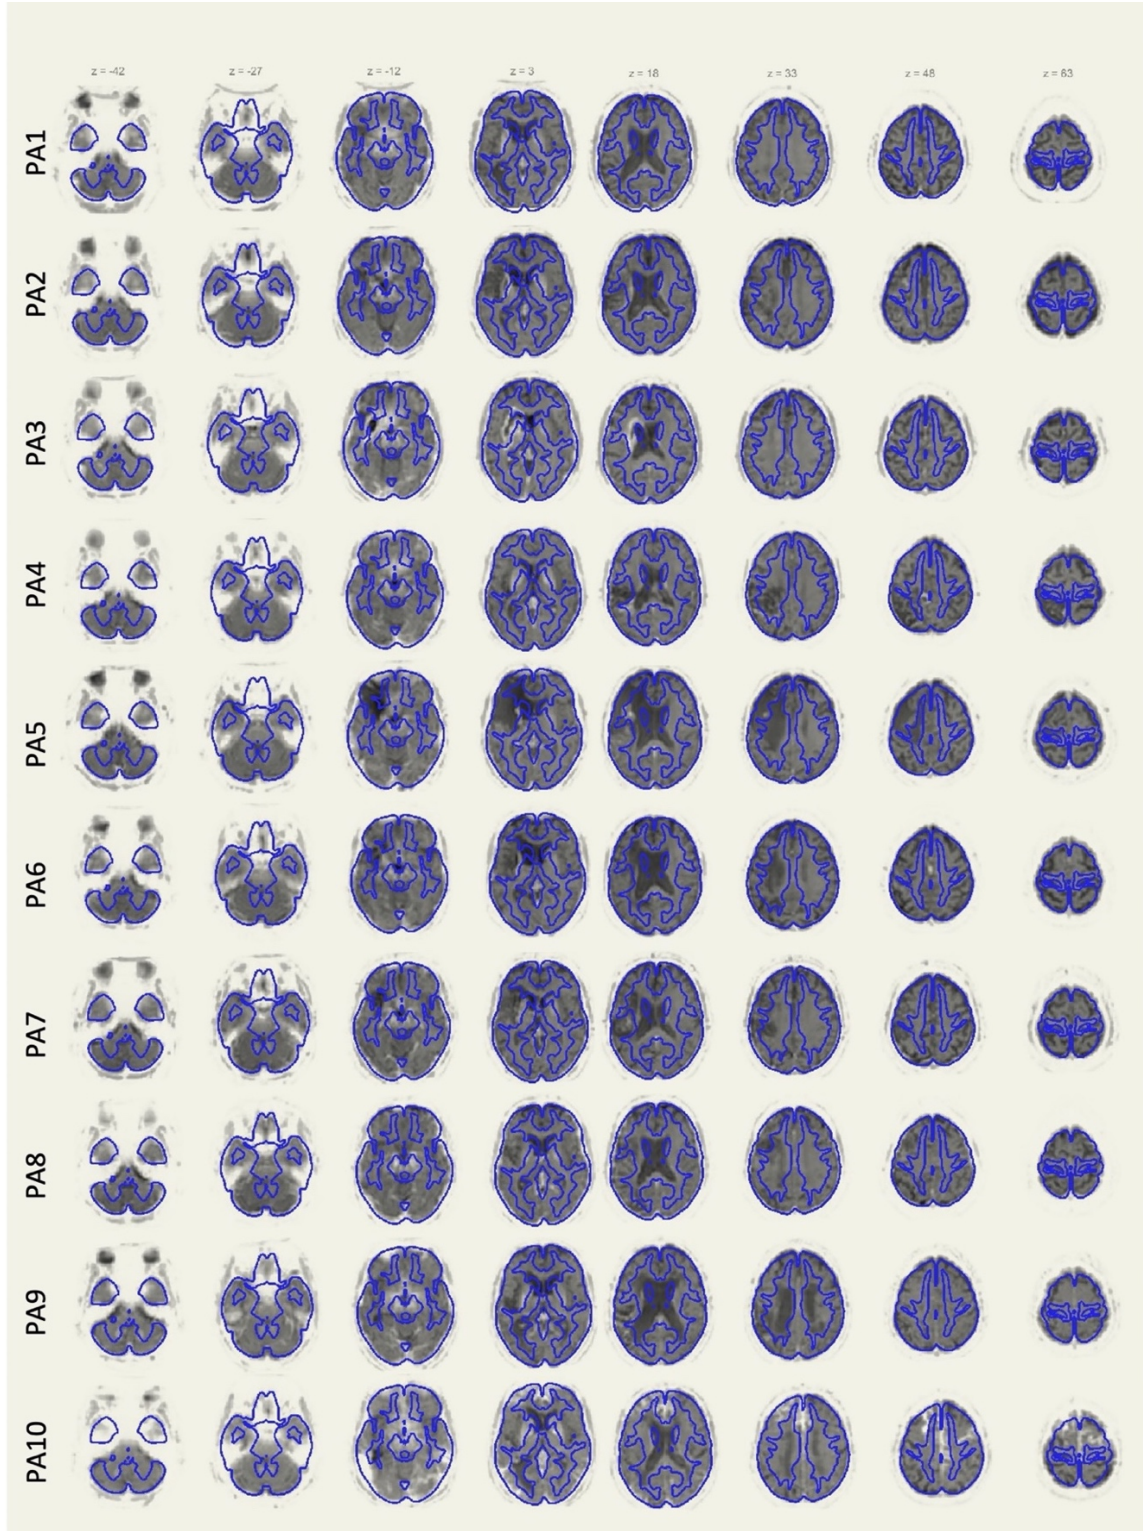 z = -42 z = -27 z = -12 z = 3 z = 18 z = 33 z = 48 z = 63
PA1
PA2
PA3
PA4
PA5
PA6
PA7
PA8
PA9
PA10